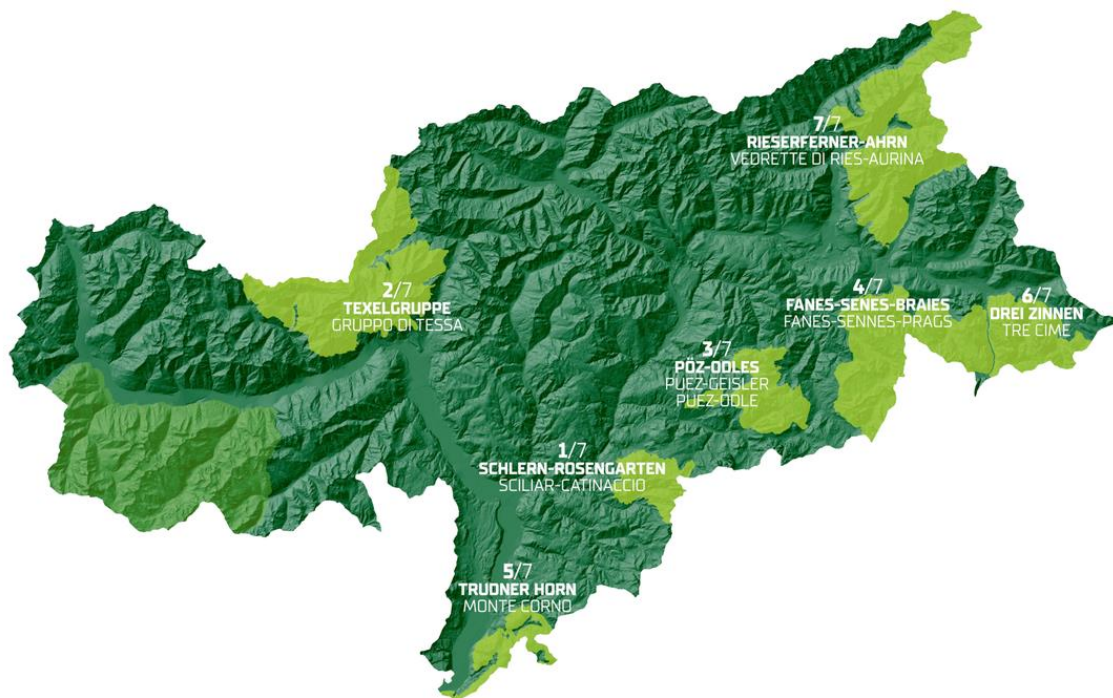 7/7
RIESERFERNER-AHRN
VEDRETTE DI RIES-AURINA
2/7
TEXELGRUPPE
GRUPPO DI TESSA
4/7
FANES-SENES-BRAIES
FANES-SENNES-PRAGS
6/7
DREI ZINNEN
TRE CIME
3/7
PÖZ-ODLES
PUEZ-GEISLER
PUEZ-ODLE
1/7
SCHLERN-ROSENGARTEN
SCILIAR-CATINACCIO
5/7
TRUDNER HORN
MONTE CORNO